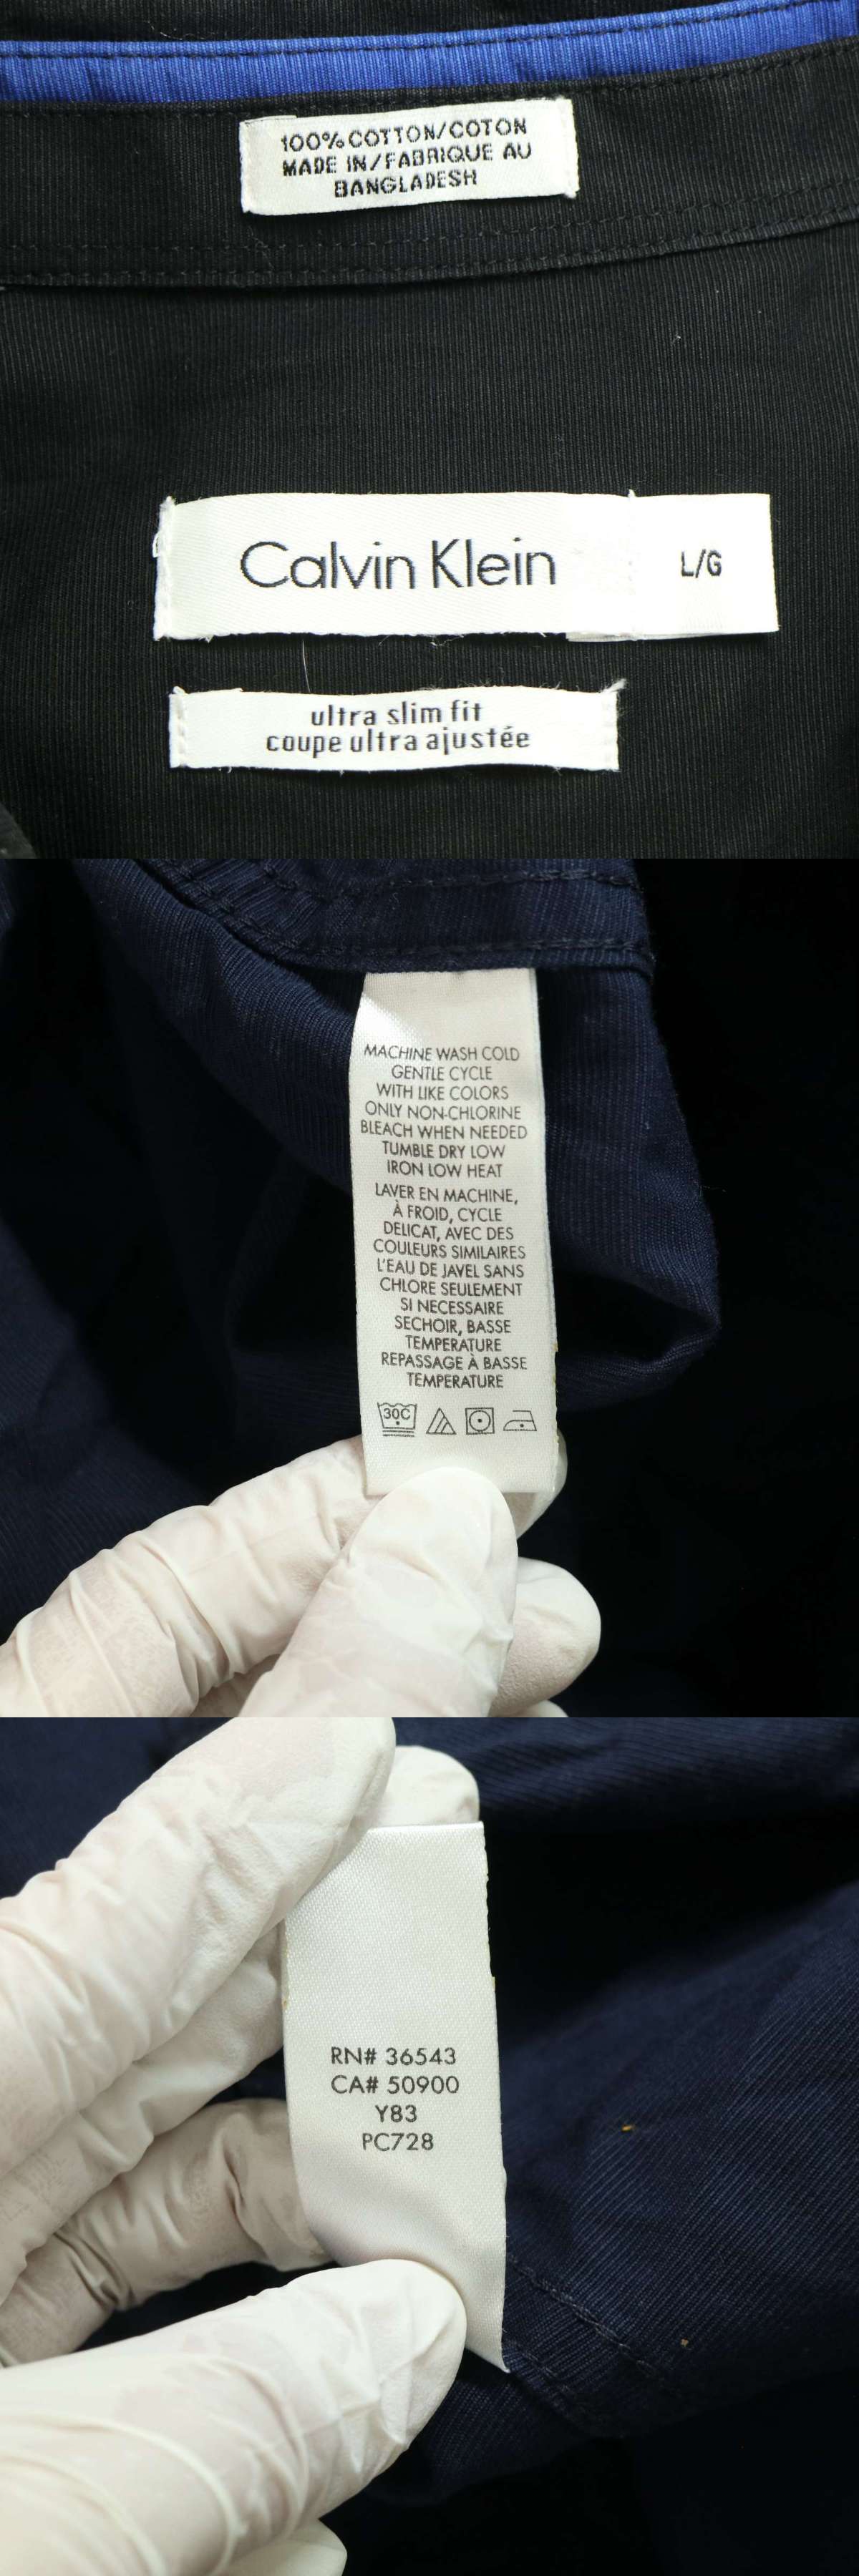 100% COTTON/COTON
MADE IN/FABRIQUE AU
BANGLADESH
Calvin Klein
L/G
ultra slim fit
coupe ultra ajustée
MACHINE WASH COLD
GENTLE CYCLE
WITH LIKE COLORS
ONLY NON-CHLORINE
BLEACH WHEN NEEDED
TUMBLE DRY LOW
IRON LOW HEAT
LAVER EN MACHINE,
À FROID, CYCLE
DELICAT, AVEC DES
COULEURS SIMILAIRES
L'EAU DE JAVEL SANS
CHLORE SEULEMENT
SI NECESSAIRE
SECHOIR, BASSE
TEMPERATURE
REPASSAGE À BASSE
TEMPERATURE
30C
RN# 36543
CA# 50900
Y83
PC728